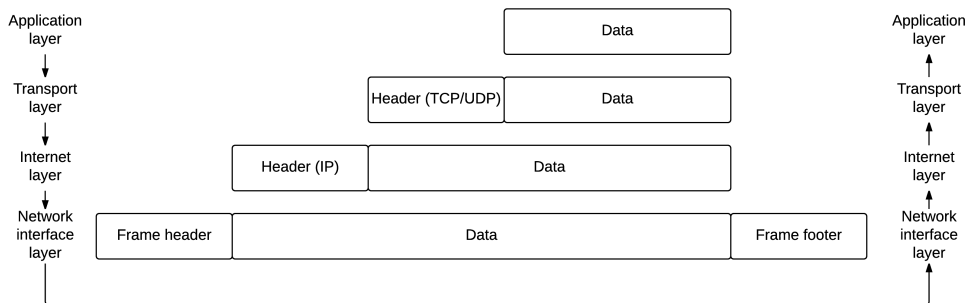 Application
layer
Data
Application
layer
Transport
layer
Header (TCP/UDP)
Data
Transport
layer
Internet
layer
Header (IP)
Data
Internet
layer
Network
interface
layer
Frame header
Data
Frame footer
Network
interface
layer